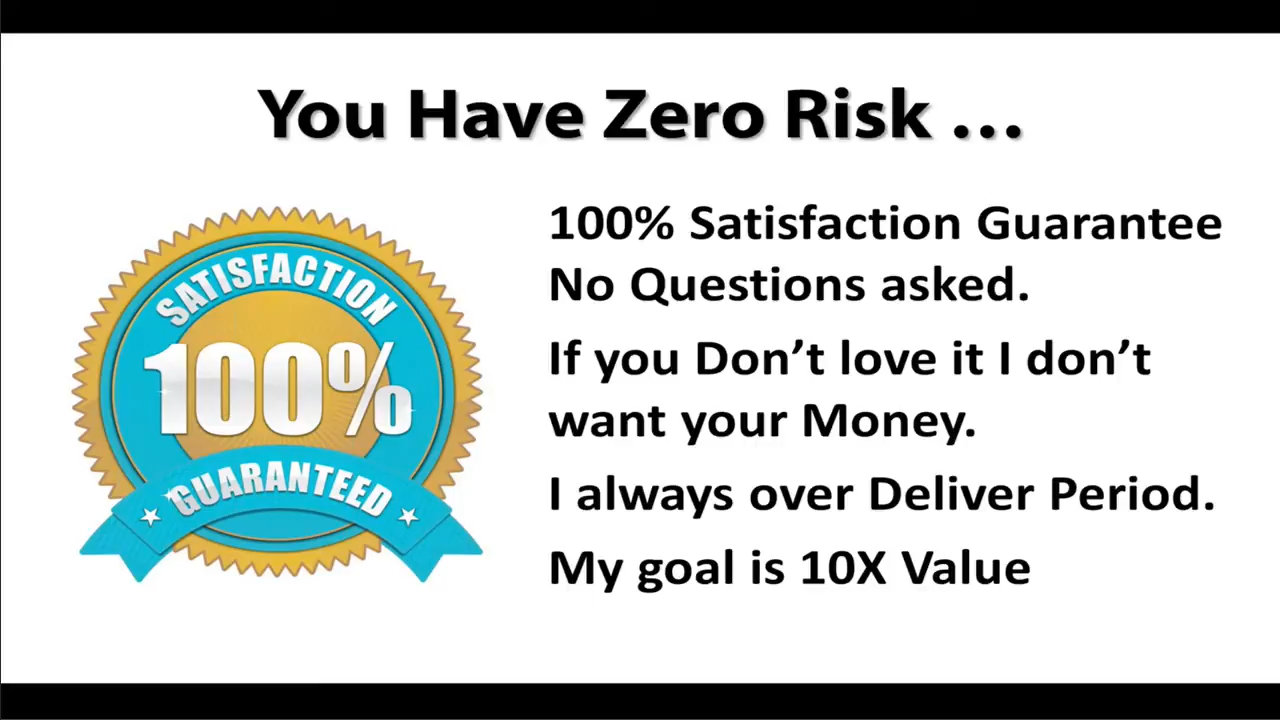 You Have Zero Risk ...
SATISFACTION
100%
GUARANTEED
100% Satisfaction Guarantee
No Questions asked.
If you Don’t love it I don’t
want your Money.
I always over Deliver Period.
My goal is 10X Value